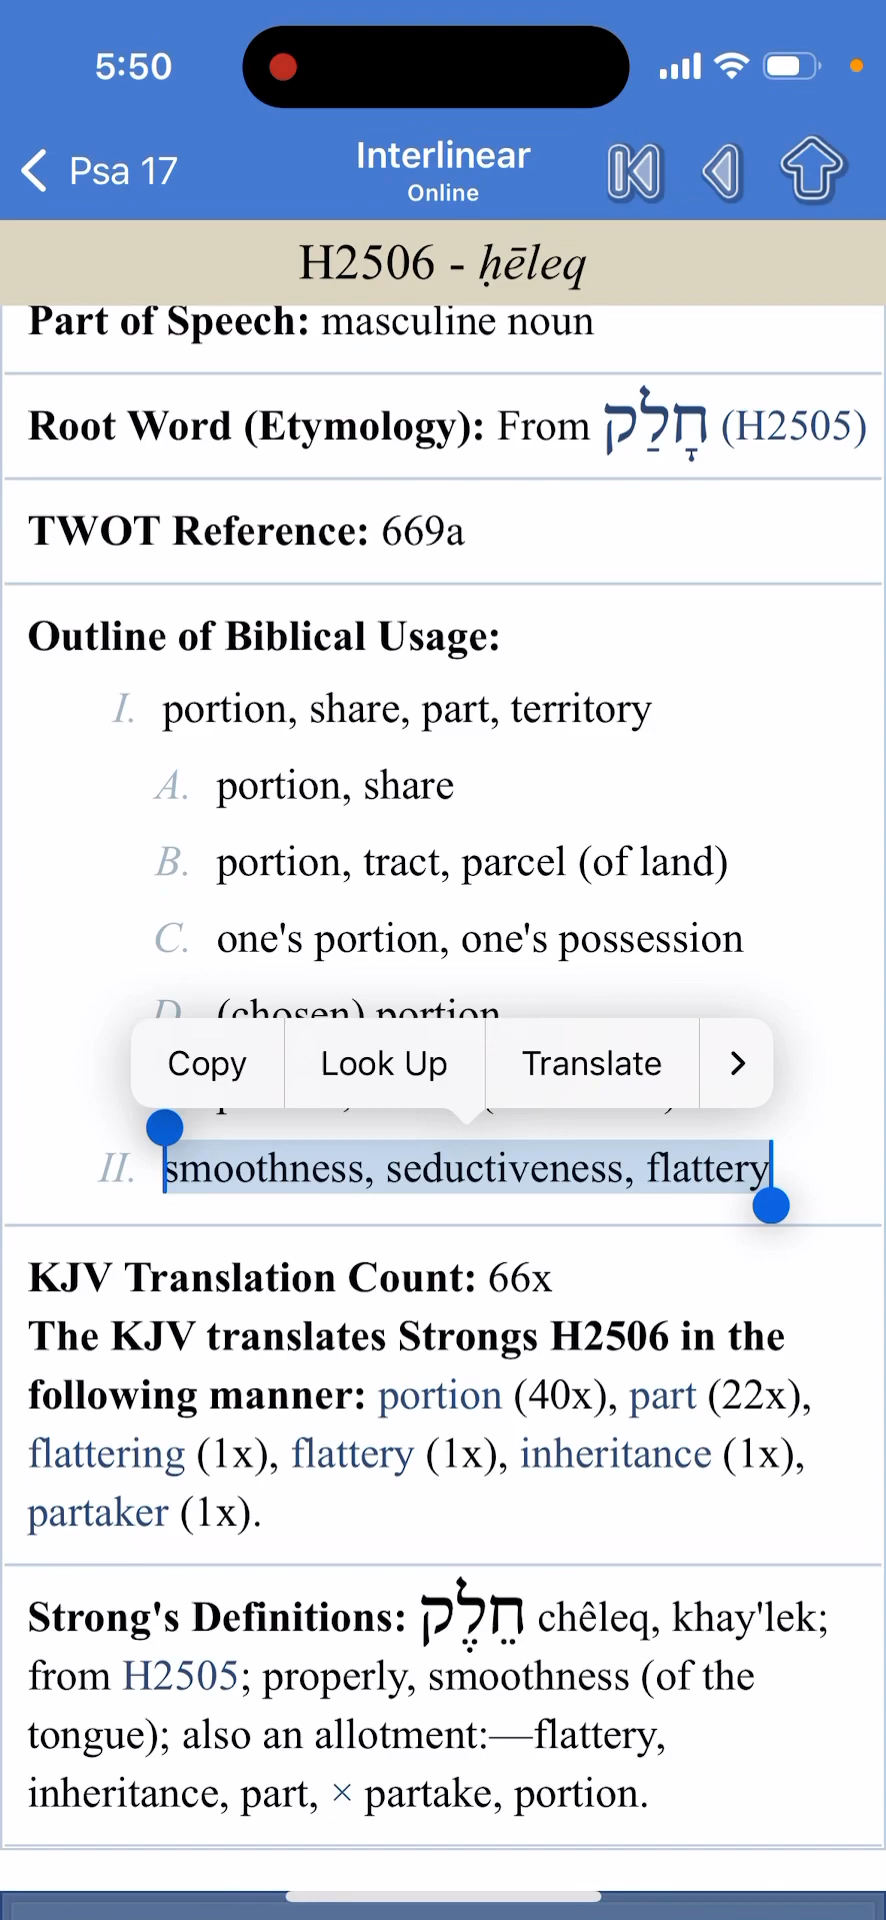 5:50
Psa 17
Interlinear
Online
H2506 - ḥēleq
Part of Speech: masculine noun
Root Word (Etymology): From חָלַק (H2505)
TWOT Reference: 669a
Outline of Biblical Usage:
I. portion, share, part, territory
A. portion, share
B. portion, tract, parcel (of land)
C. one's portion, one's possession
D. (chosen) portion
Copy Look Up Translate
II. smoothness, seductiveness, flattery
KJV Translation Count: 66x
The KJV translates Strongs H2506 in the
following manner: portion (40x), part (22x),
flattering (1x), flattery (1x), inheritance (1x),
partaker (1x).
Strong's Definitions: חֵלֶק chêleq, khay'lek;
from H2505; properly, smoothness (of the
tongue); also an allotment:—flattery,
inheritance, part, × partake, portion.